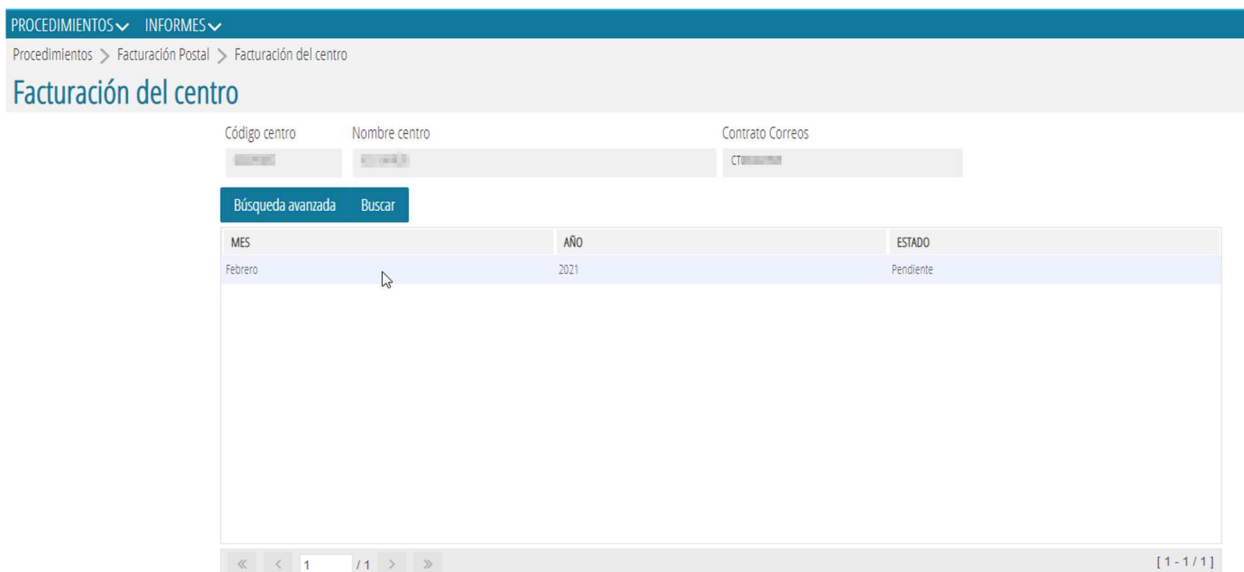 PROCEDIMIENTOS INFORMES
Procedimientos > Facturación Postal > Facturación del centro
Facturación del centro
Código centro Nombre centro Contrato Correos
Búsqueda avanzada Buscar
MES AÑO ESTADO
Febrero 2021 Pendiente
« < 1 / 1 > » [ 1 - 1 / 1 ]